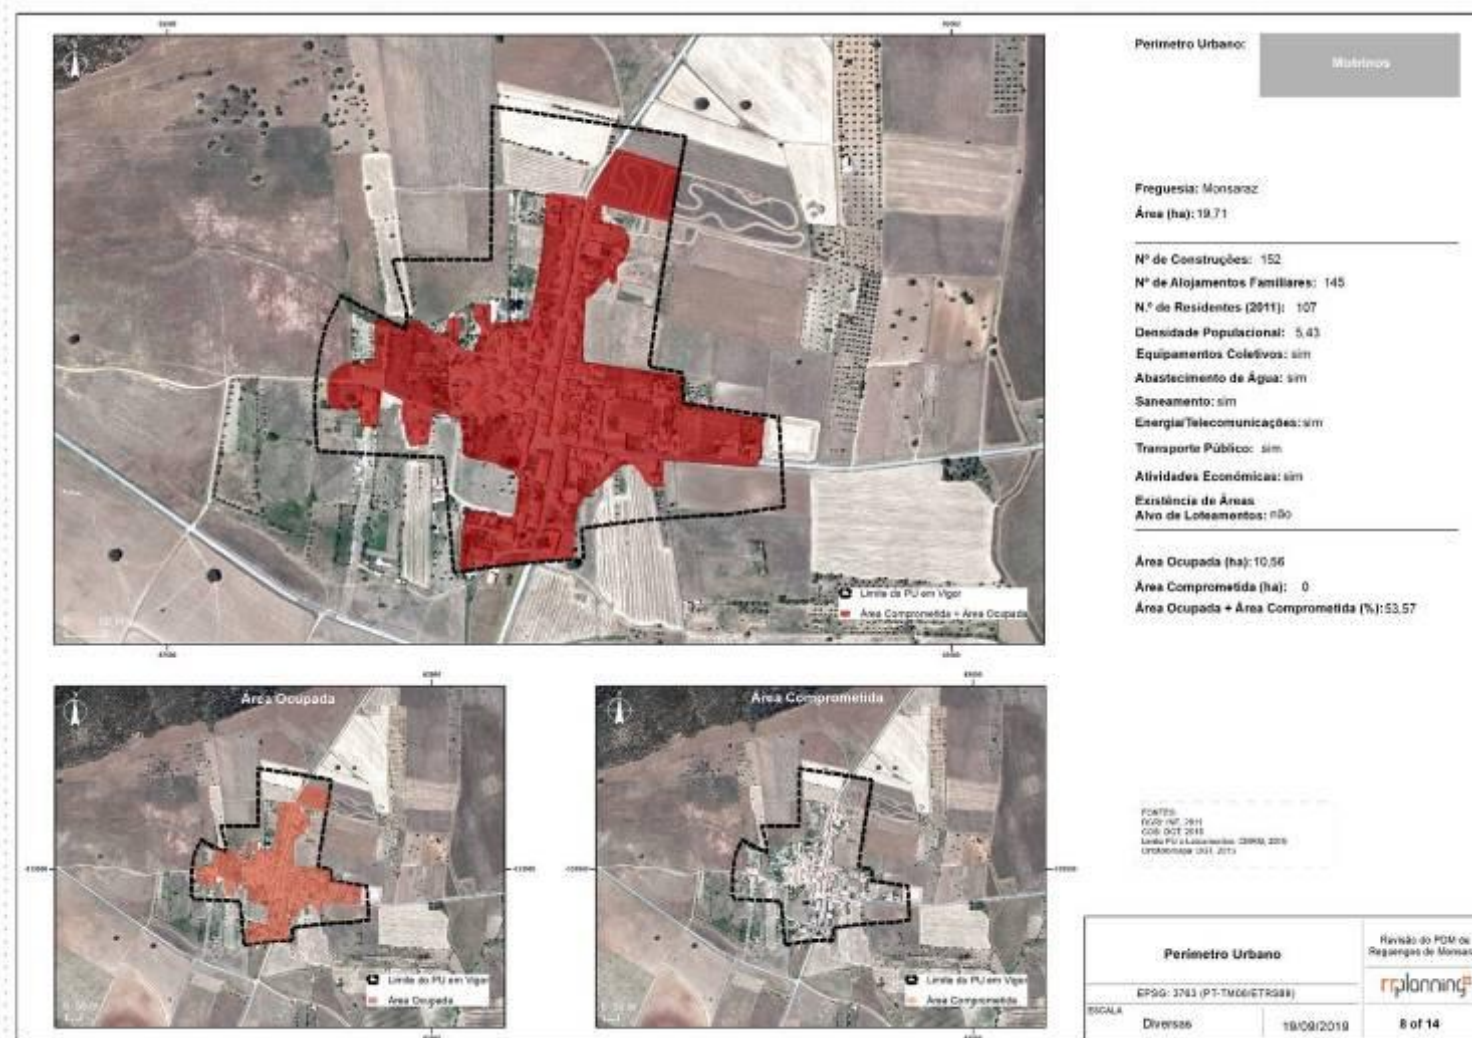 Perímetro Urbano:
Motrinos
Freguesia: Monsaraz
Área (ha): 19,71
Nº de Construções: 152
Nº de Alojamentos Familiares: 145
N.º de Residentes (2011): 107
Densidade Populacional: 5,43
Equipamentos Coletivos: sim
Abastecimento de Água: sim
Saneamento: sim
Energia/Telecomunicações: sim
Transporte Público: sim
Atividades Económicas: sim
Existência de Áreas
Alvo de Loteamentos: não
Área Ocupada (ha): 10,56
Área Comprometida (ha): 0
Área Ocupada + Área Comprometida (%): 53,57
Limite do PU em Vigor
Área Comprometida + Área Ocupada
Área Ocupada
Limite do PU em Vigor
Área Ocupada
Área Comprometida
Limite do PU em Vigor
Área Comprometida
FONTES:
Perímetro Urbano
EPSG: 3763 (PT-TM06/ETRS89)
ESCALA
Diversas
19/09/2019
Revisão do PDM de
Reguengos de
rrplanning
8 of 14